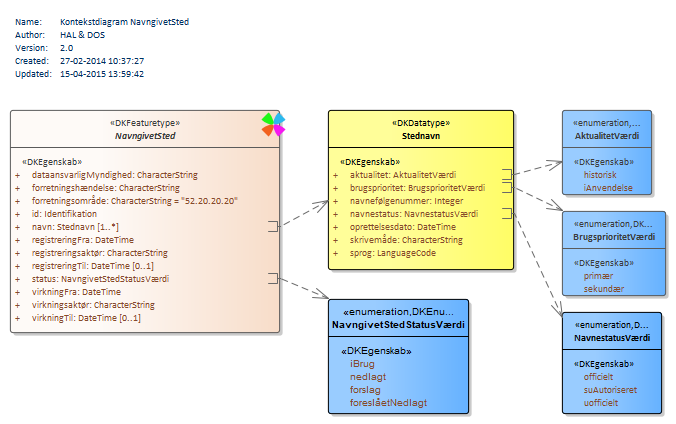 Name: Kontekstdiagram NavngivetSted
Author: HAL & DOS
Version: 2.0
Created: 27-02-2014 10:37:27
Updated: 15-04-2015 13:59:42
«DKFeaturetype»
NavngivetSted
«DKEgenskab»
+ dataansvarligMyndighed: CharacterString
+ forretningshændelse: CharacterString
+ forretningsområde: CharacterString = "52.20.20.20"
+ id: Identifikation
+ navn: Stednavn [1..*]
+ registreringFra: DateTime
+ registreringsaktør: CharacterString
+ registreringTil: DateTime [0..1]
+ status: NavngivetStedStatusVærdi
+ virkningFra: DateTime
+ virkningsaktør: CharacterString
+ virkningTil: DateTime [0..1]
«DKDatatype»
Stednavn
«DKEgenskab»
+ aktualitet: AktualitetVærdi
+ brugsprioritet: BrugsprioritetVærdi
+ navnefølgenummer: Integer
+ navnestatus: NavnestatusVærdi
+ oprettelsesdato: DateTime
+ skrivemåde: CharacterString
+ sprog: LanguageCode
«enumeration,DKEnu...
NavngivetStedStatusVærdi
«DKEgenskab»
iBrug
nedlagt
forslag
foreslåetNedlagt
«enumeration,...
AktualitetVærdi
«DKEgenskab»
historisk
iAnvendelse
«enumeration,DK...
BrugsprioritetVærdi
«DKEgenskab»
primær
sekundær
«enumeration,D...
NavnestatusVærdi
«DKEgenskab»
officielt
suAutoriseret
uofficielt